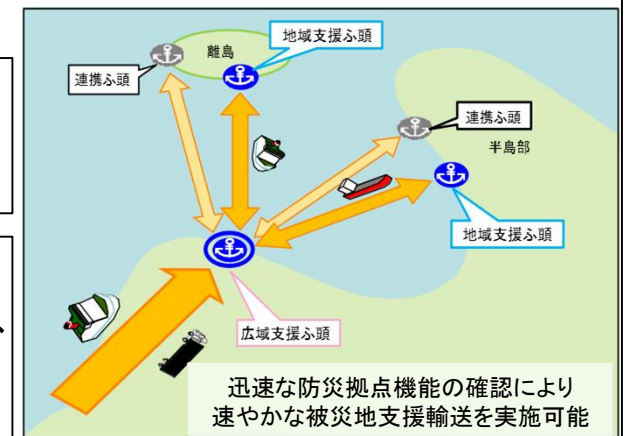 地域支援ふ頭
離島
連携ふ頭
連携ふ頭
半島部
地域支援ふ頭
広域支援ふ頭
迅速な防災拠点機能の確認により
速やかな被災地支援輸送を実施可能
、